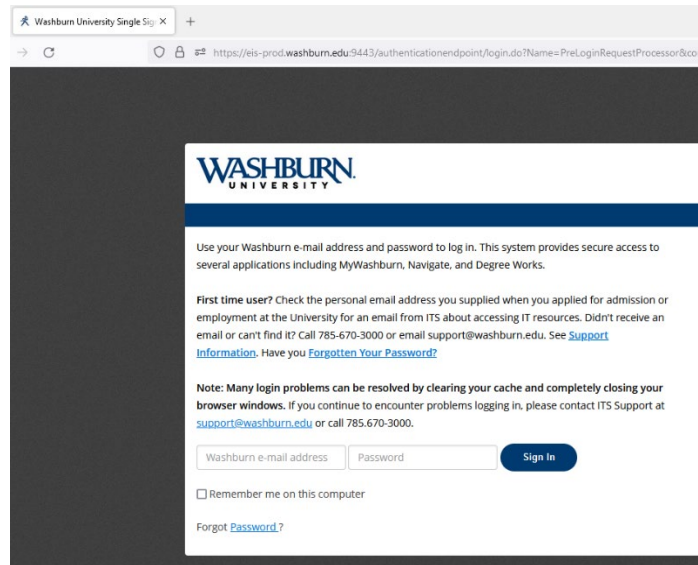 Washburn University Single Sig
https://eis-prod.washburn.edu:9443/authenticationendpoint/login.do?Name=PreLoginRequestProcessor&co
WASHBURN
UNIVERSITY
Use your Washburn e-mail address and password to log in. This system provides secure access to
several applications including MyWashburn, Navigate, and Degree Works.
First time user? Check the personal email address you supplied when you applied for admission or
employment at the University for an email from ITS about accessing IT resources. Didn't receive an
email or can't find it? Call 785-670-3000 or email support@washburn.edu. See Support
Information. Have you Forgotten Your Password?
Note: Many login problems can be resolved by clearing your cache and completely closing your
browser windows. If you continue to encounter problems logging in, please contact ITS Support at
support@washburn.edu or call 785.670-3000.
Washburn e-mail address Password Sign In
Remember me on this computer
Forgot Password ?